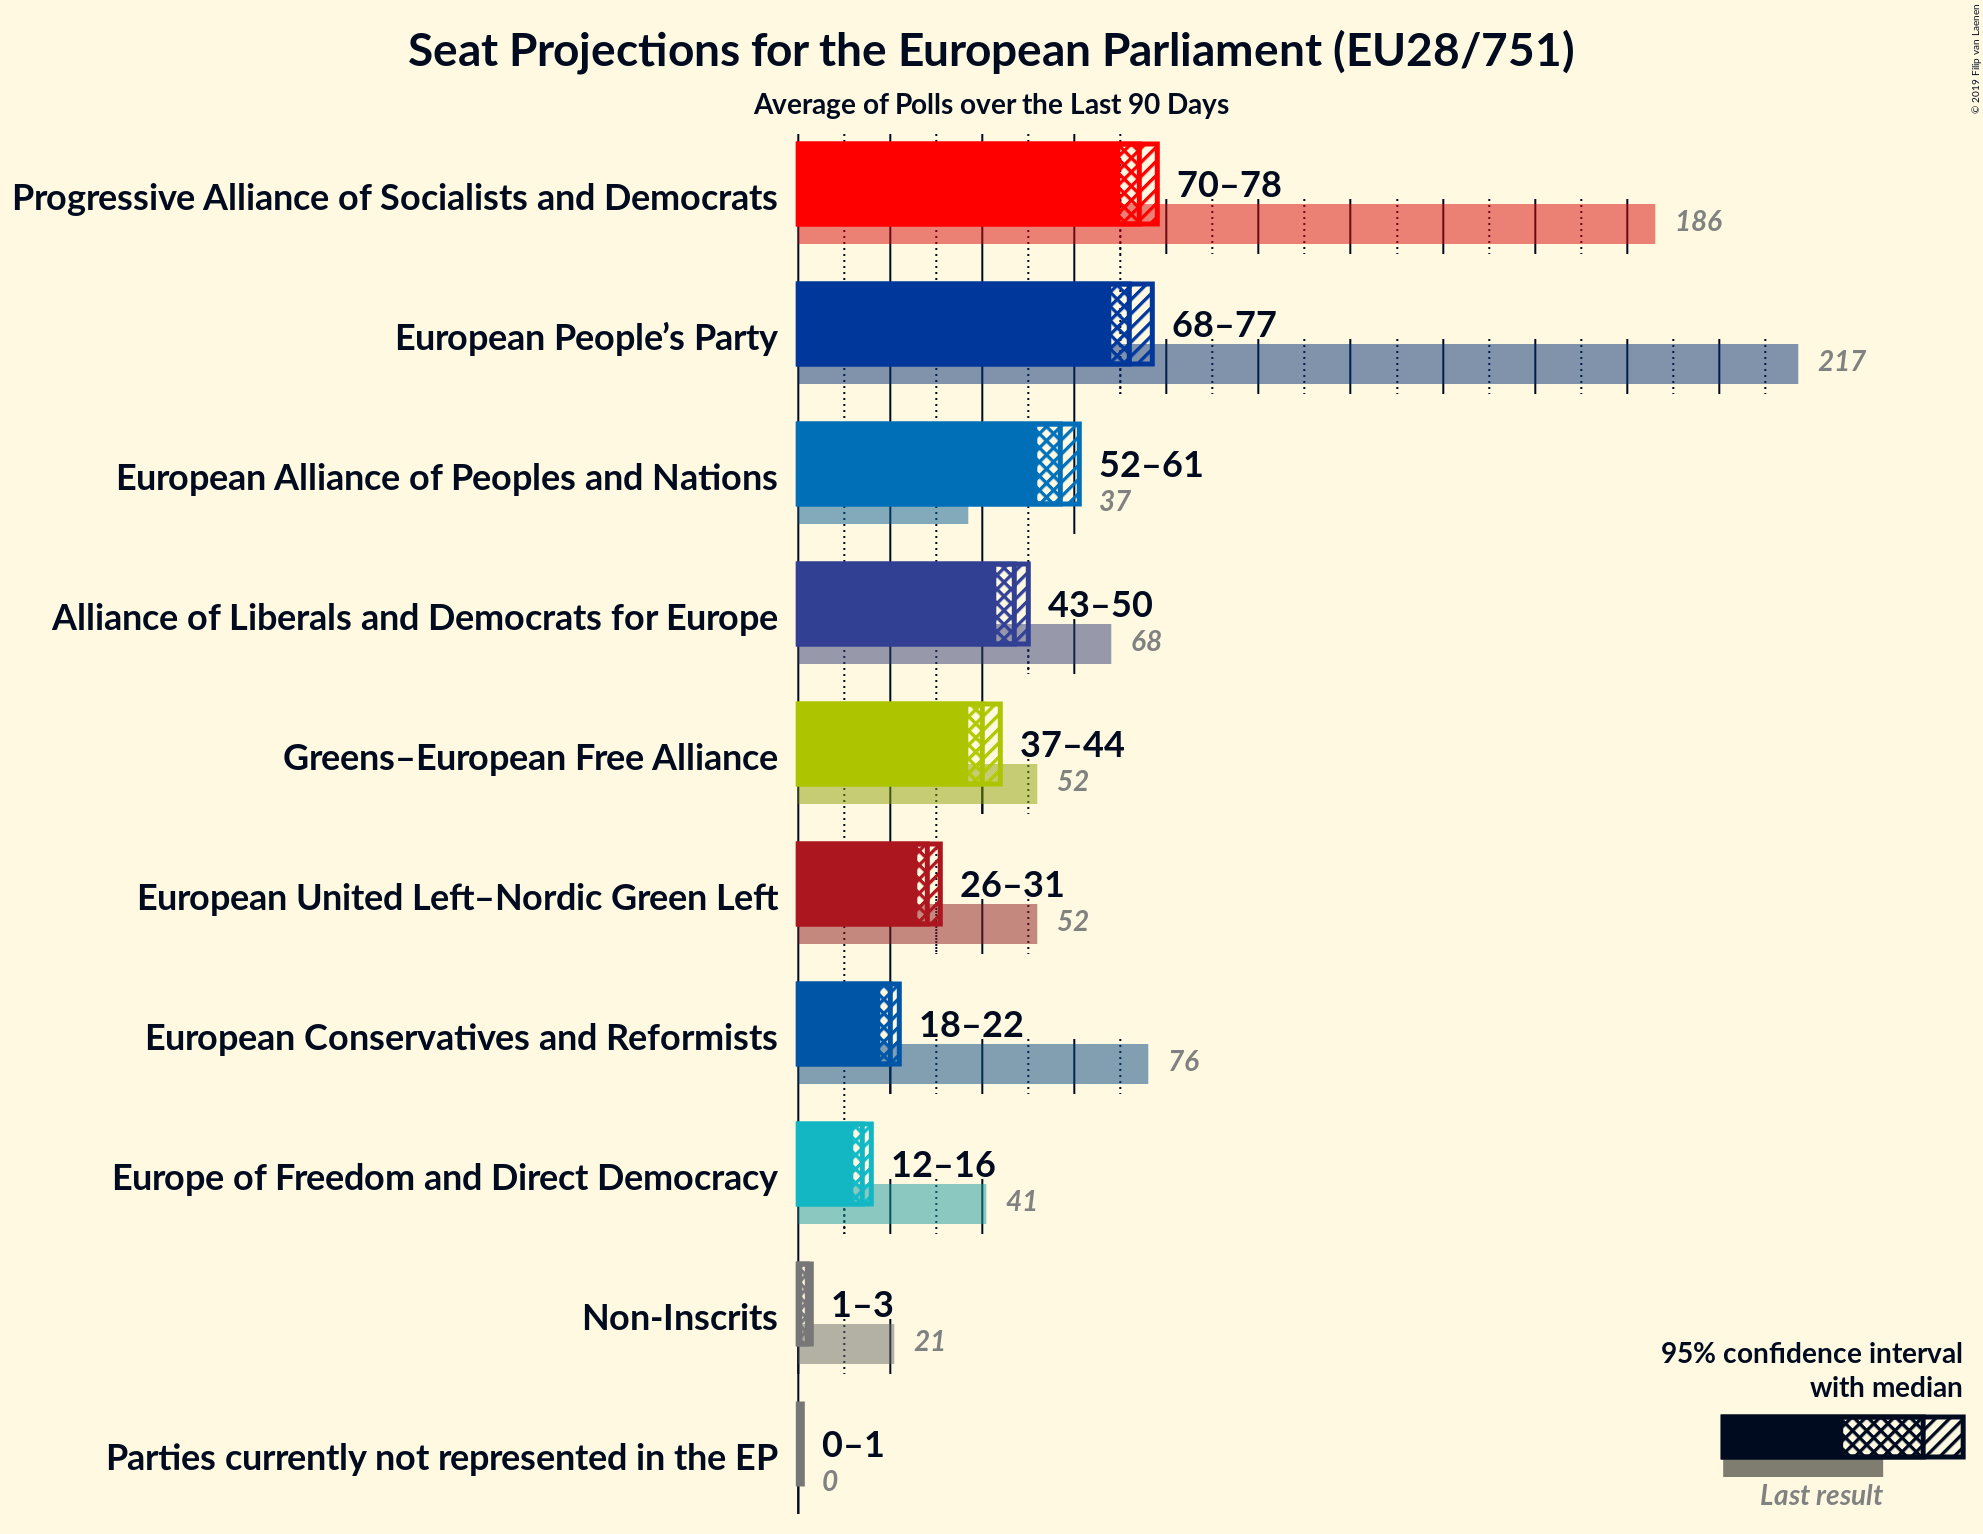 Seat Projections for the European Parliament (EU28/751)
Average of Polls over the Last 90 Days
© 2019 Filip van Laenen
Progressive Alliance of Socialists and Democrats
70–78
186
European People’s Party
68–77
217
European Alliance of Peoples and Nations
52–61
37
Alliance of Liberals and Democrats for Europe
43–50
68
Greens–European Free Alliance
37–44
52
European United Left–Nordic Green Left
26–31
52
European Conservatives and Reformists
18–22
76
Europe of Freedom and Direct Democracy
12–16
41
Non-Inscrits
1–3
21
Parties currently not represented in the EP
0–1
0
95% confidence interval
with median
Last result